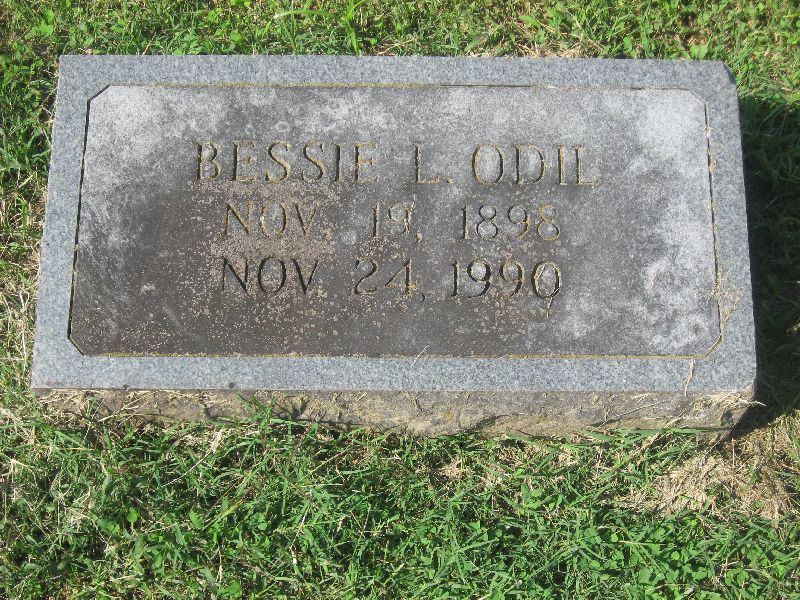 BESSIE L. ODIL
NOV. 19, 1898
NOV. 24, 1990